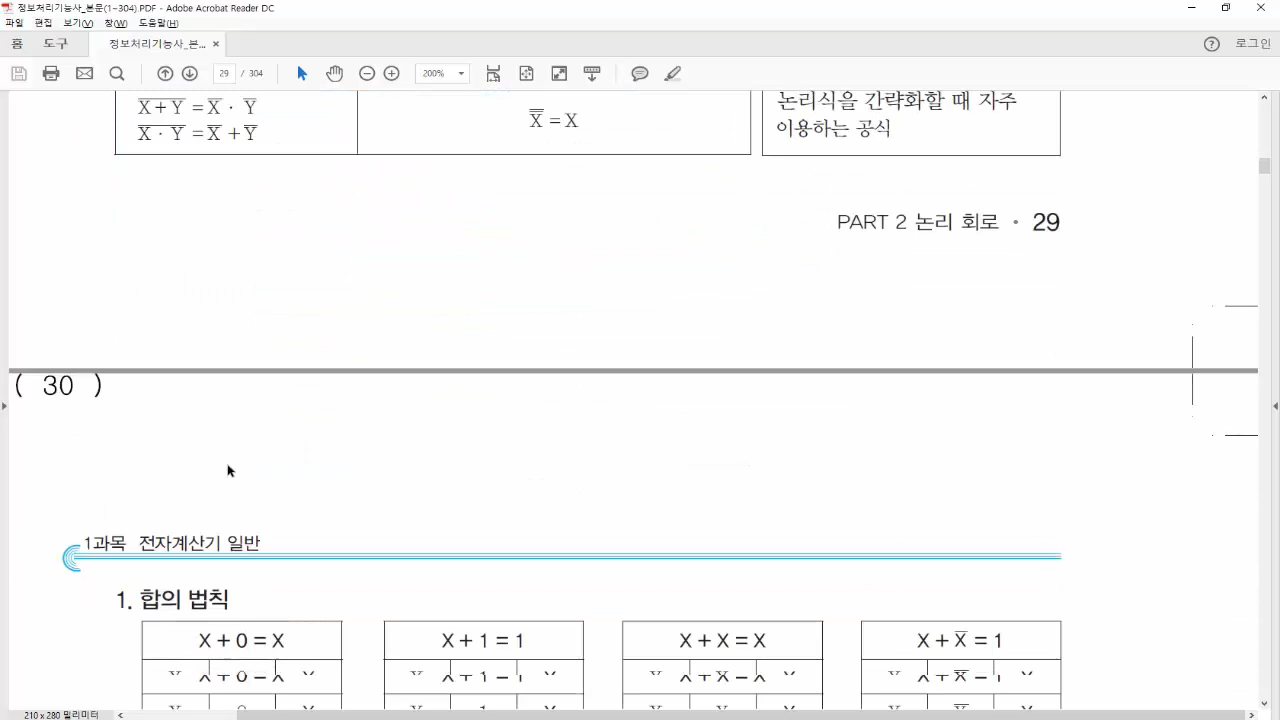 정보처리기능사_본문(1~304).PDF - Adobe Acrobat Reader DC
파일 편집 보기(V) 창(W) 도움말(H)
홈 도구 정보처리기능사_본... × ? 로그인
29 / 304 200%
X̅+̅Y̅ = X̅ · Y̅
X̅ ̅·̅ ̅Y̅ = X̅ + Y̅
X̿ = X
논리식을 간략화할 때 자주
이용하는 공식
PART 2 논리 회로 · 29
( 30 )
1과목 전자계산기 일반
1. 합의 법칙
X + 0 = X X + 1 = 1 X + X = X X + X̅ = 1
210 x 280 밀리미터